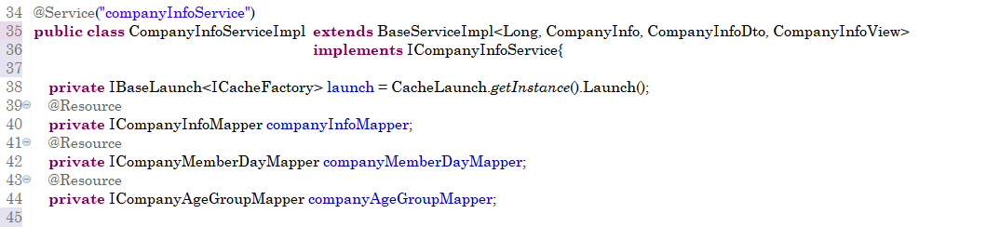 34 @Service("companyInfoService")
35 public class CompanyInfoServiceImpl extends BaseServiceImpl<Long, CompanyInfo, CompanyInfoDto, CompanyInfoView>
36 implements ICompanyInfoService{
37
38 private IBaseLaunch<ICacheFactory> launch = CacheLaunch.getInstance().Launch();
39 @Resource
40 private ICompanyInfoMapper companyInfoMapper;
41 @Resource
42 private ICompanyMemberDayMapper companyMemberDayMapper;
43 @Resource
44 private ICompanyAgeGroupMapper companyAgeGroupMapper;
45